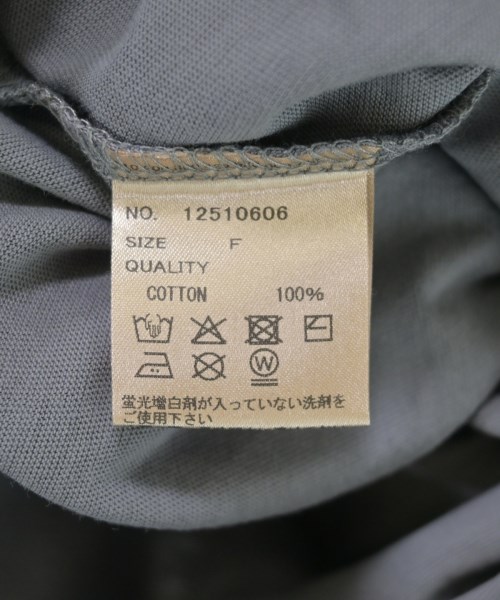 NO. 12510606
SIZE F
QUALITY
COTTON 100%
W
蛍光増白剤が入っていない洗剤を
ご使用下さい